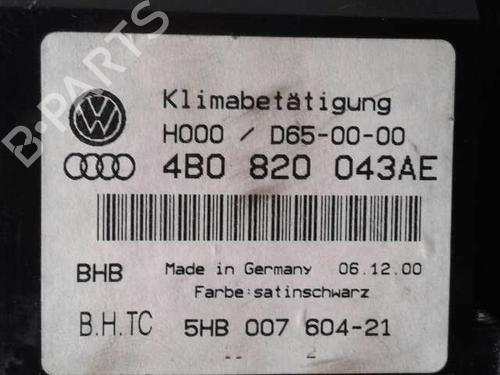 Klimabetätigung
H000 / D65-00-00
4B0 820 043AE
BHB
Made in Germany 06.12.00
Farbe:satinschwarz
B.H.TC 5HB 007 604-21
B-PARTS